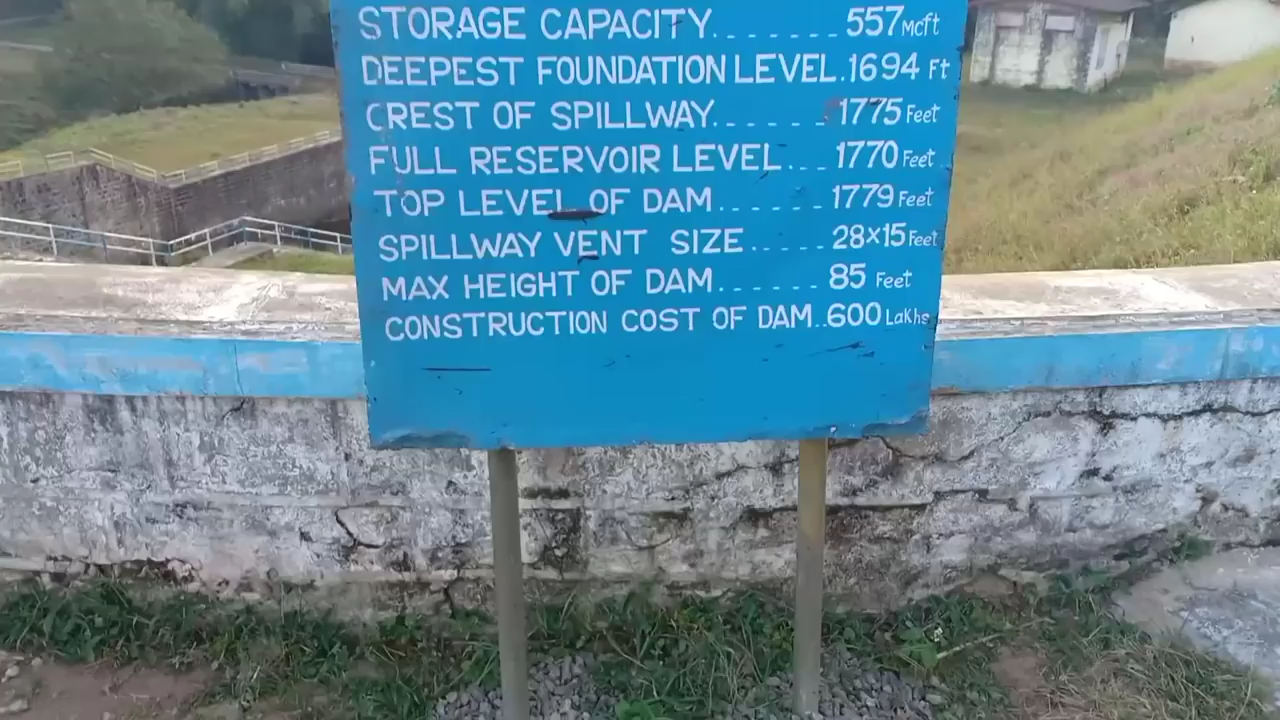 STORAGE CAPACITY....... 557 Mcft
DEEPEST FOUNDATION LEVEL.1694 Ft
CREST OF SPILLWAY....... 1775 Feet
FULL RESERVOIR LEVEL... 1770 Feet
TOP LEVEL OF DAM....... 1779 Feet
SPILLWAY VENT SIZE ..... 28×15 Feet
MAX HEIGHT OF DAM....... 85 Feet
CONSTRUCTION COST OF DAM..600 Lakhs